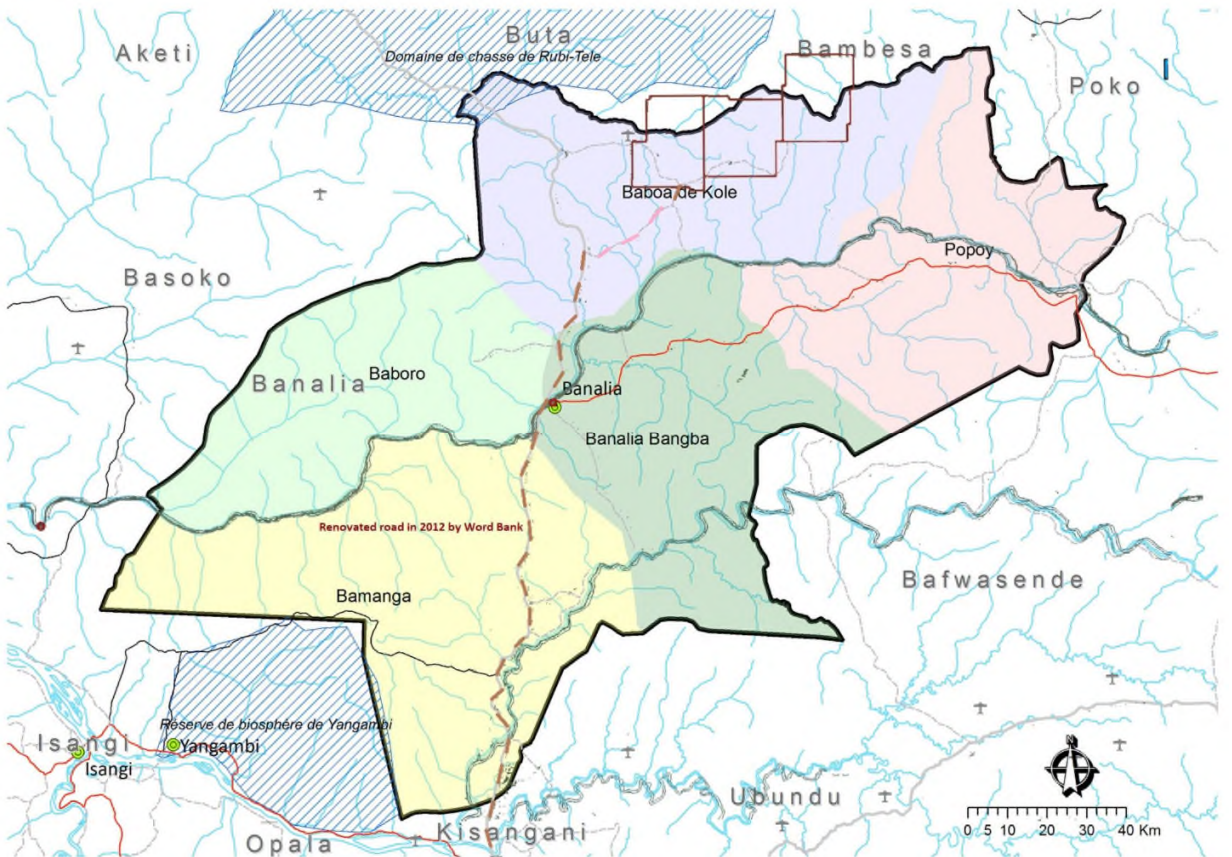 Buta
Bambesa
Aketi
Domaine de chasse de Rubi-Tele
Poko
Baboa de Kole
Popoy
Basoko
Banalia
Baboro
Banalia
Banalia Bangba
Renovated road in 2012 by Word Bank
Bafwasende
Bamanga
Réserve de biosphère de Yangambi
Isangi
Yangambi
Isangi
Ubundu
Kisangani
Opala
0 5 10 20 30 40 Km